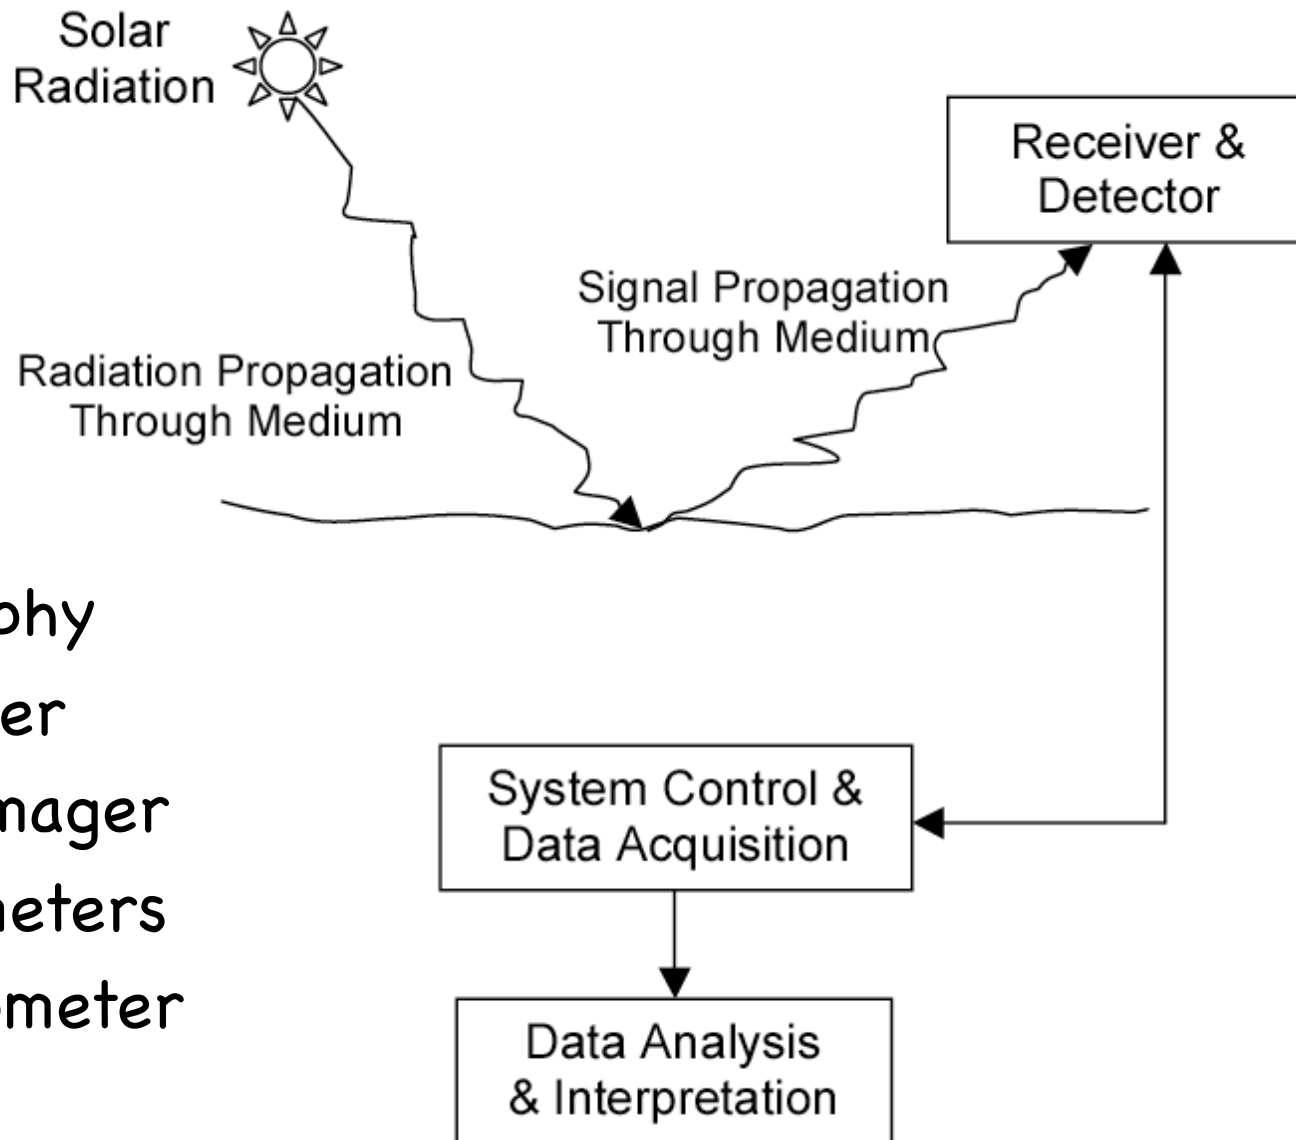 Solar
Radiation
Receiver &
Detector
Signal Propagation
Through Medium
Radiation Propagation
Through Medium
phy
er
mager
meters
ometer
System Control &
Data Acquisition
Data Analysis
& Interpretation